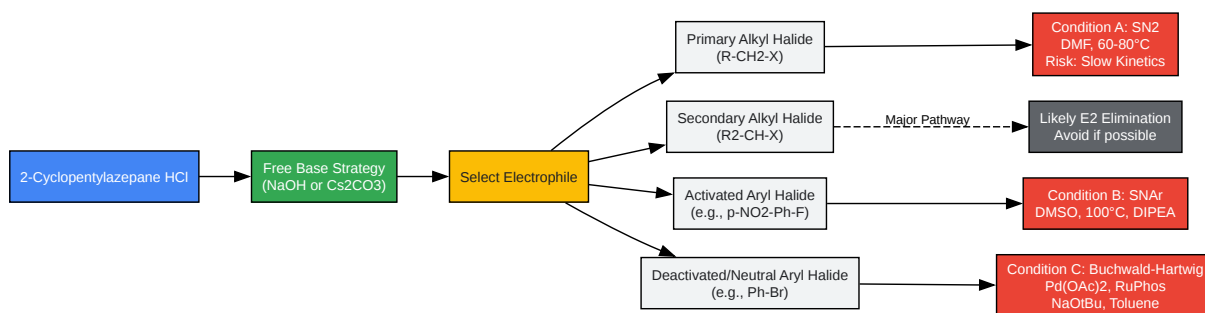 2-Cyclopentylazepane HCl
Free Base Strategy
(NaOH or Cs2CO3)
Select Electrophile
Primary Alkyl Halide
(R-CH2-X)
Condition A: SN2
DMF, 60-80°C
Risk: Slow Kinetics
Secondary Alkyl Halide
(R2-CH-X)
Major Pathway
Likely E2 Elimination
Avoid if possible
Activated Aryl Halide
(e.g., p-NO2-Ph-F)
Condition B: SNAr
DMSO, 100°C, DIPEA
Deactivated/Neutral Aryl Halide
(e.g., Ph-Br)
Condition C: Buchwald-Hartwig
Pd(OAc)2, RuPhos
NaOtBu, Toluene